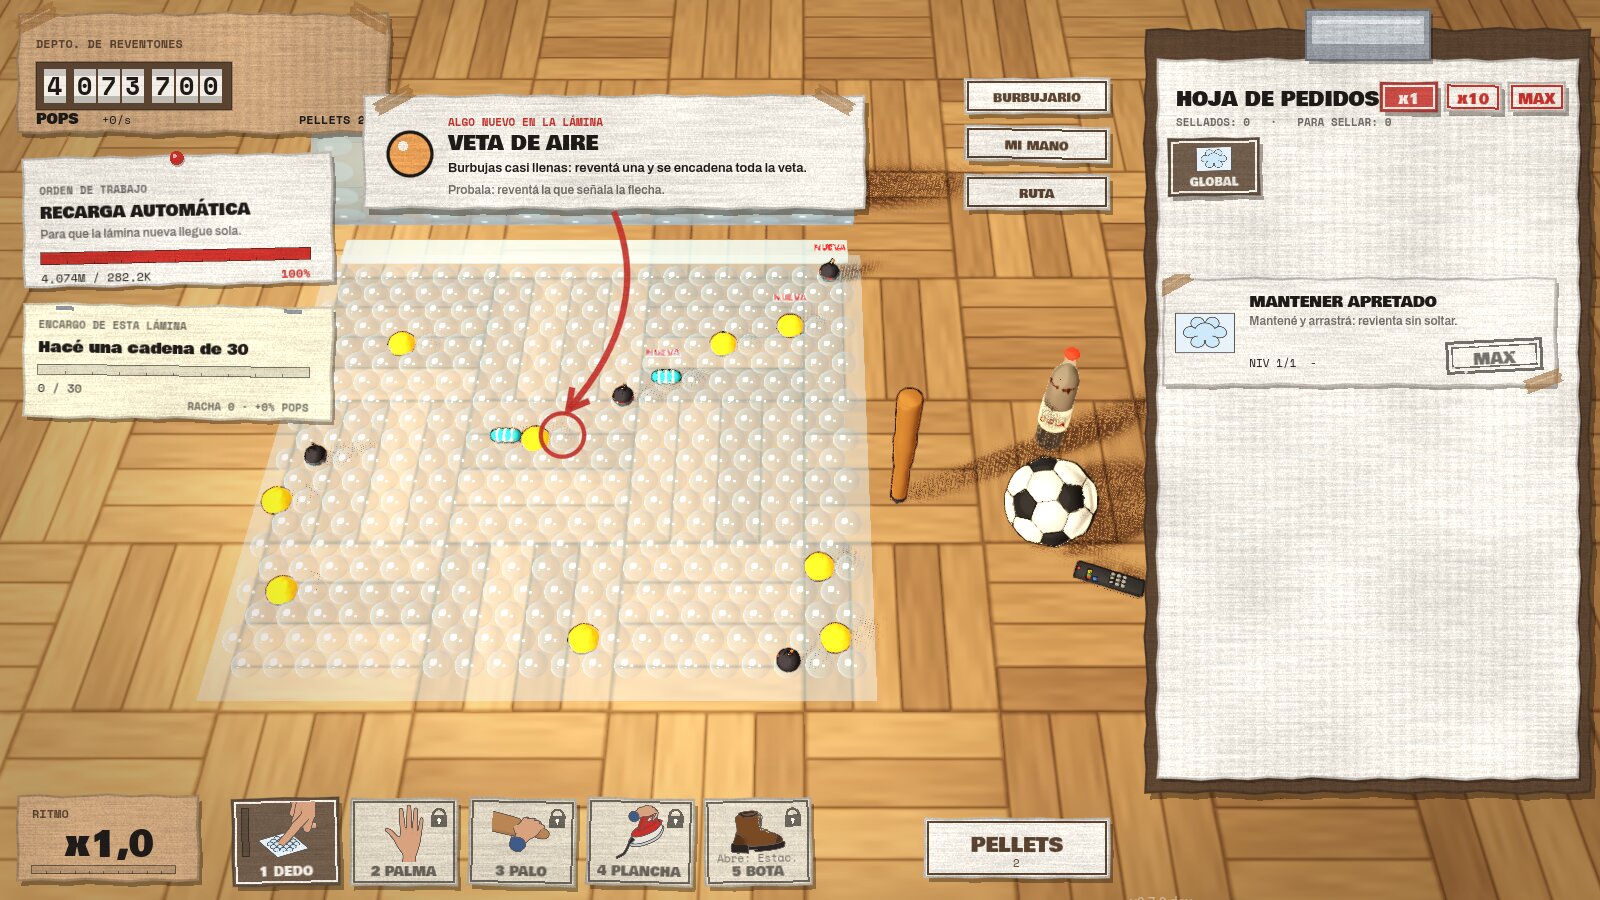 DEPTO. DE REVENTONES
4 073 700
POPS +0/s PELLETS 2
ORDEN DE TRABAJO
RECARGA AUTOMÁTICA
Para que la lámina nueva llegue sola.
4.074M / 282.2K 100%
ENCARGO DE ESTA LÁMINA
Hacé una cadena de 30
0 / 30
RACHA 0 · +0% POPS
ALGO NUEVO EN LA LÁMINA
VETA DE AIRE
Burbujas casi llenas: reventá una y se encadena toda la veta.
Probala: reventá la que señala la flecha.
NUEVA
NUEVA
NUEVA
BURBUJARIO
MI MANO
RUTA
HOJA DE PEDIDOS x1 x10 MAX
SELLADOS: 0 · PARA SELLAR: 0
GLOBAL
MANTENER APRETADO
Mantené y arrastrá: revienta sin soltar.
NIV 1/1 -
MAX
RITMO
x1,0
1 DEDO
2 PALMA
3 PALO
4 PLANCHA
Abre: Estac.
5 BOTA
PELLETS
2